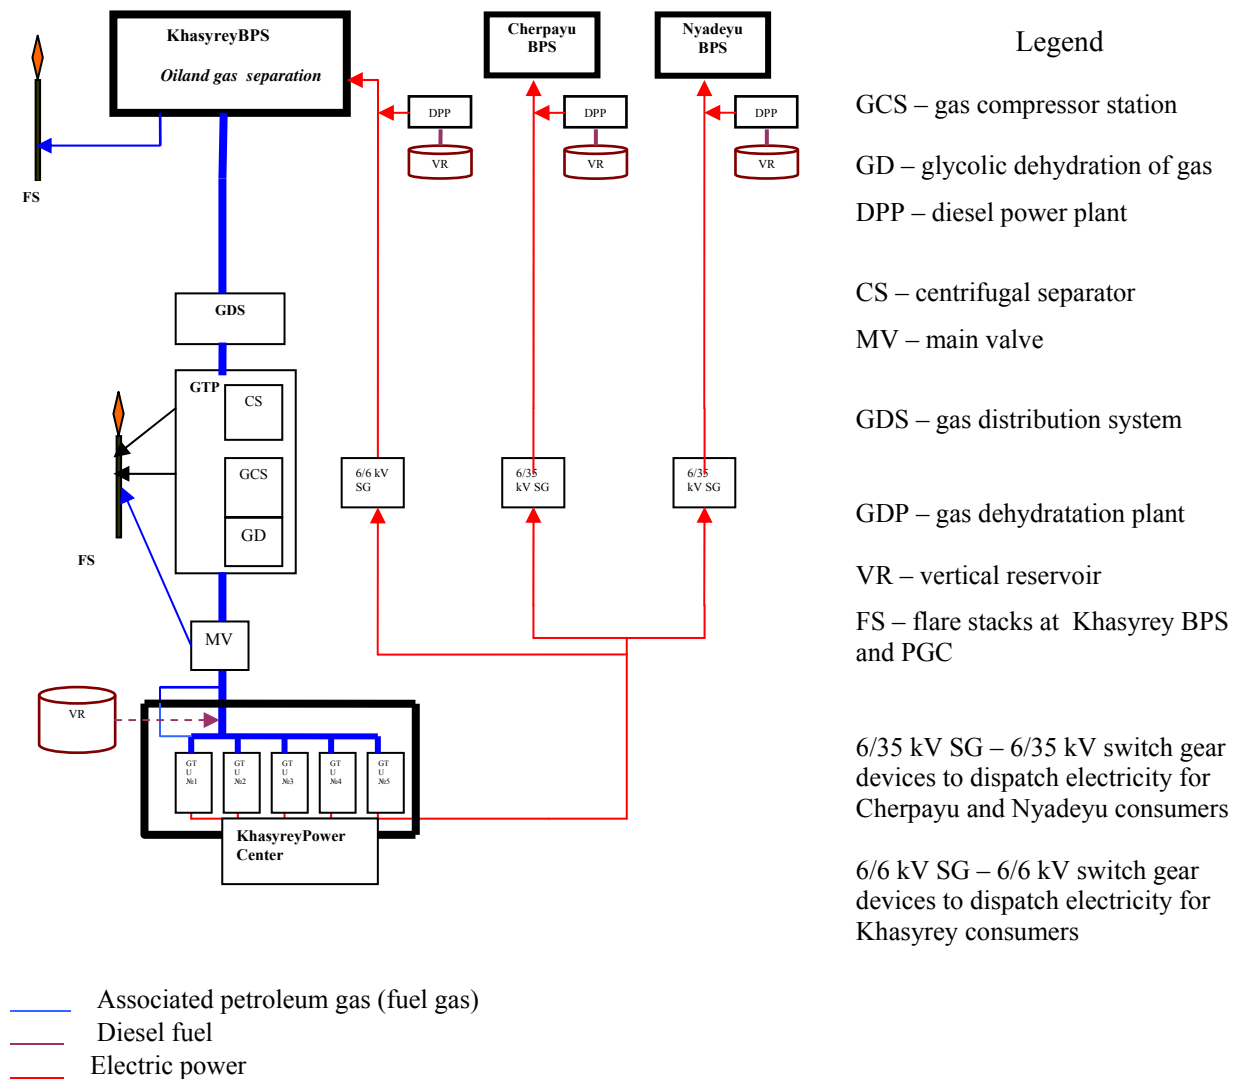 KhasyreyBPS
Oiland gas  separation
Cherpayu
BPS
Nyadeyu
BPS
DPP
VR
DPP
VR
DPP
VR
FS
GDS
GTP
CS
GCS
GD
FS
MV
VR
6/6 kV
SG
6/35
kV SG
6/35
kV SG
GT
U
№1
GT
U
№2
GT
U
№3
GT
U
№4
GT
U
№5
KhasyreyPower
Center
Legend
GCS – gas compressor station
GD – glycolic dehydration of gas
DPP – diesel power plant
CS – centrifugal separator
MV – main valve
GDS – gas distribution system
GDP – gas dehydratation plant
VR – vertical reservoir
FS – flare stacks at  Khasyrey BPS
and PGC
6/35 kV SG – 6/35 kV switch gear
devices to dispatch electricity for
Cherpayu and Nyadeyu consumers
6/6 kV SG – 6/6 kV switch gear
devices to dispatch electricity for
Khasyrey consumers
Associated petroleum gas (fuel gas)
Diesel fuel
Electric power